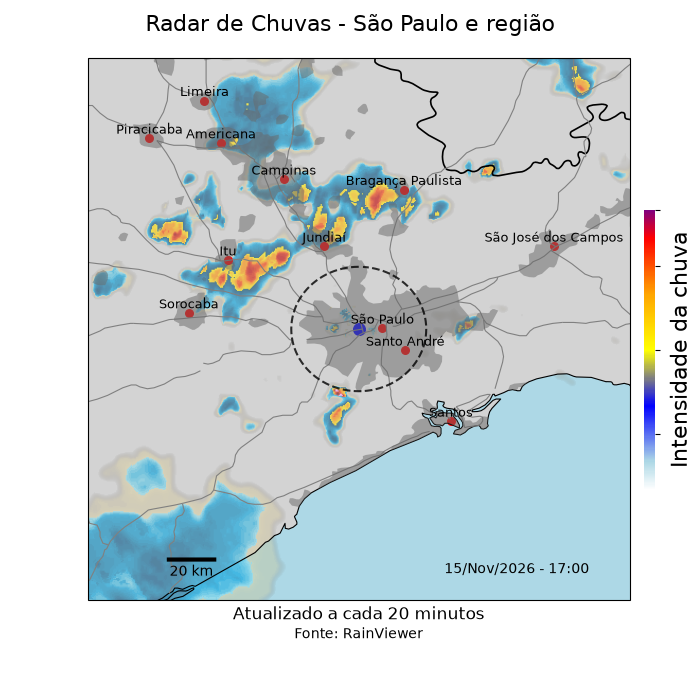 Radar de Chuvas - São Paulo e região
Limeira
Piracicaba
Americana
Campinas
Bragança Paulista
Jundiaí
São José dos Campos
Itu
Sorocaba
São Paulo
Santo André
Santos
Intensidade da chuva
20 km
15/Nov/2026 - 17:00
Atualizado a cada 20 minutos
Fonte: RainViewer